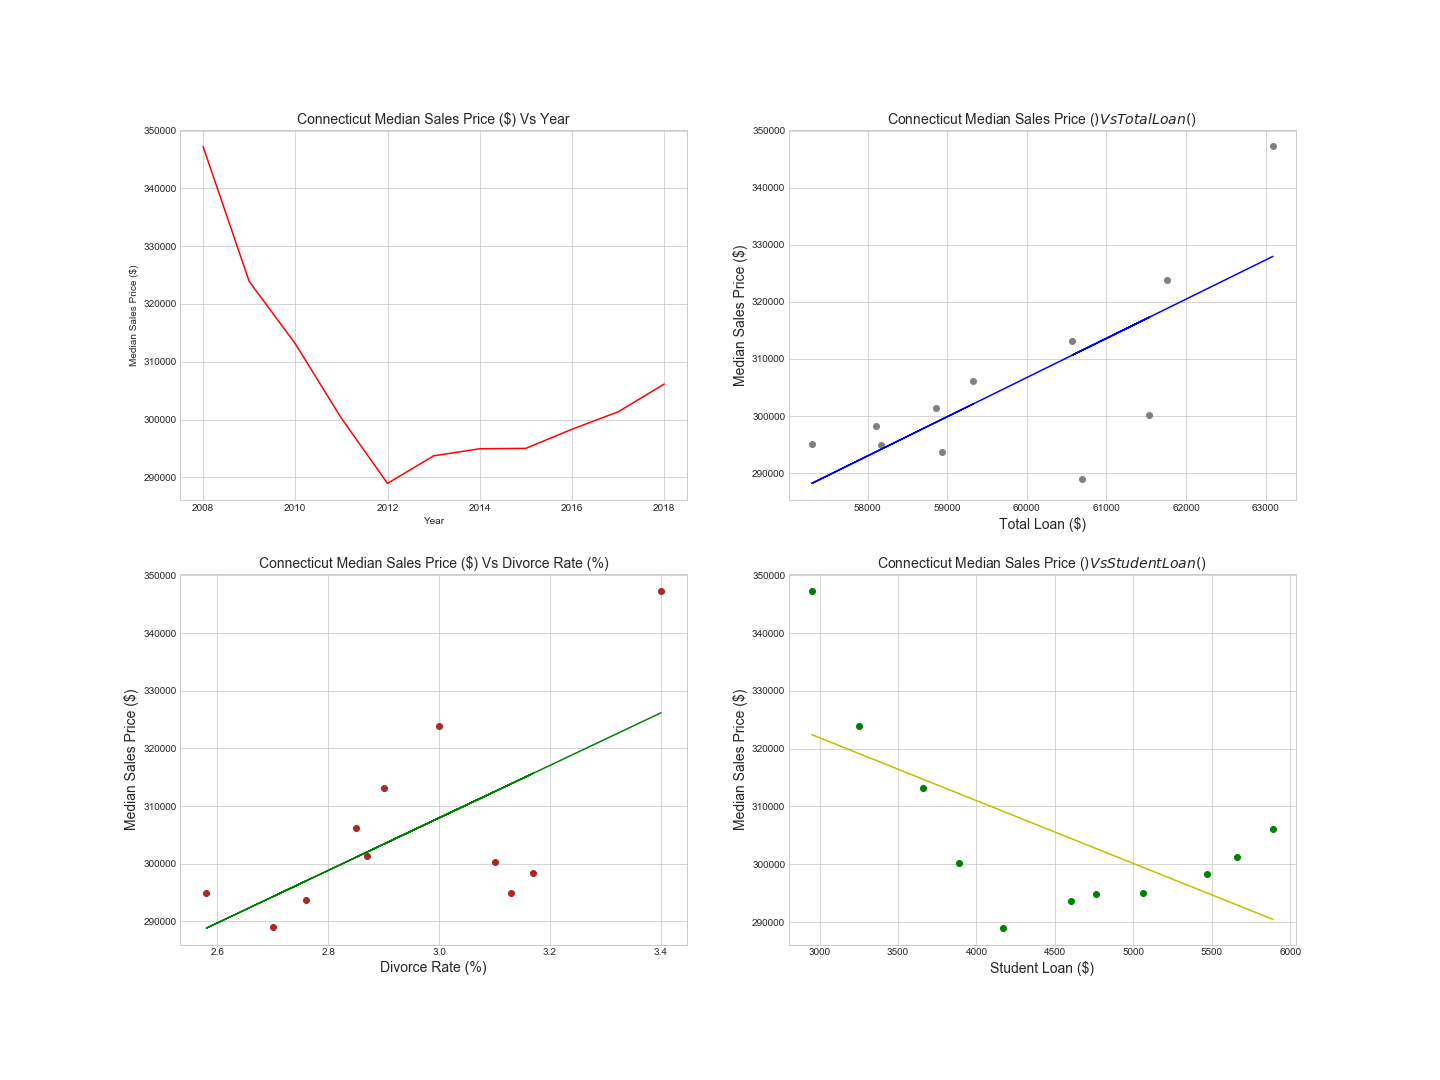 Connecticut Median Sales Price ($) Vs Year
350000
340000
330000
320000
310000
300000
290000
Median Sales Price ($)
2008 2010 2012 2014 2016 2018
Year
Connecticut Median Sales Price ()VsTotalLoan()
350000
340000
330000
320000
310000
300000
290000
Median Sales Price ($)
58000 59000 60000 61000 62000 63000
Total Loan ($)
Connecticut Median Sales Price ($) Vs Divorce Rate (%)
350000
340000
330000
320000
310000
300000
290000
Median Sales Price ($)
2.6 2.8 3.0 3.2 3.4
Divorce Rate (%)
Connecticut Median Sales Price ()VsStudentLoan()
350000
340000
330000
320000
310000
300000
290000
Median Sales Price ($)
3000 3500 4000 4500 5000 5500 6000
Student Loan ($)